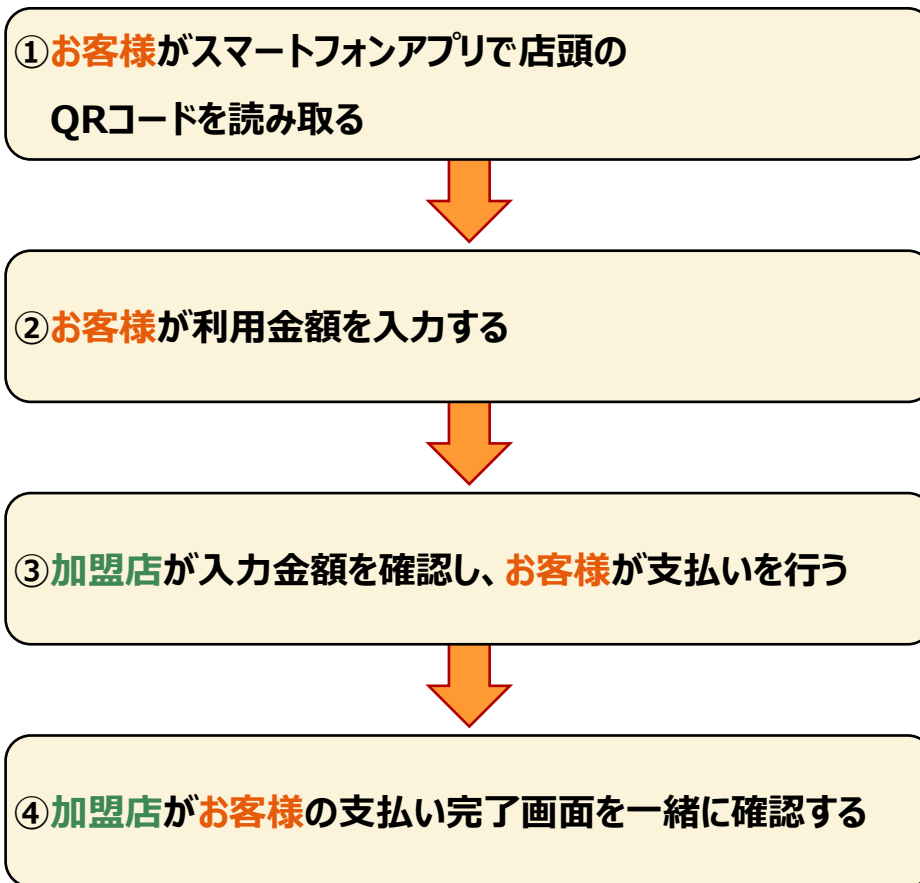 ①お客様がスマートフォンアプリで店頭の
QRコードを読み取る
②お客様が利用金額を入力する
③加盟店が入力金額を確認し、お客様が支払いを行う
④加盟店がお客様の支払い完了画面を一緒に確認する